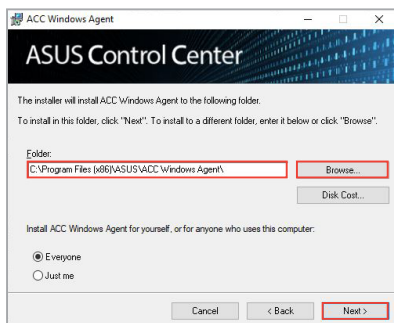 ACC Windows Agent
ASUS Control Center
The installer will install ACC Windows Agent to the following folder.
To install in this folder, click "Next". To install to a different folder, enter it below or click "Browse".
Folder:
C:\Program Files (x86)\ASUS\ACC Windows Agent\
Browse...
Disk Cost...
Install ACC Windows Agent for yourself, or for anyone who uses this computer:
Everyone
Just me
Cancel
< Back
Next >